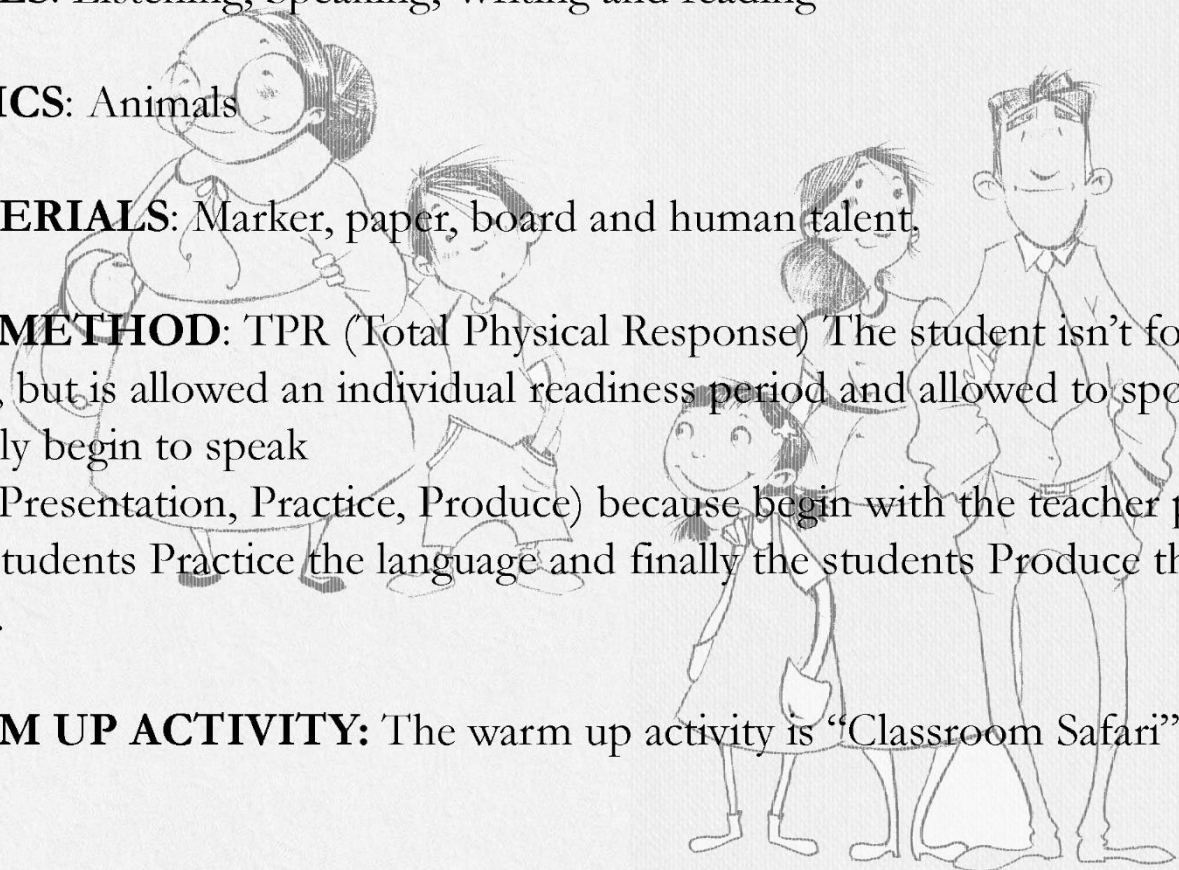 ES: Listening, Speaking, Writing and reading
ICS: Animals
ERIALS: Marker, paper, board and human talent.
METHOD: TPR (Total Physical Response) The student isn’t fo
, but is allowed an individual readiness period and allowed to spo
ly begin to speak
Presentation, Practice, Produce) because begin with the teacher p
tudents Practice the language and finally the students Produce th
.
M UP ACTIVITY: The warm up activity is “Classroom Safari”